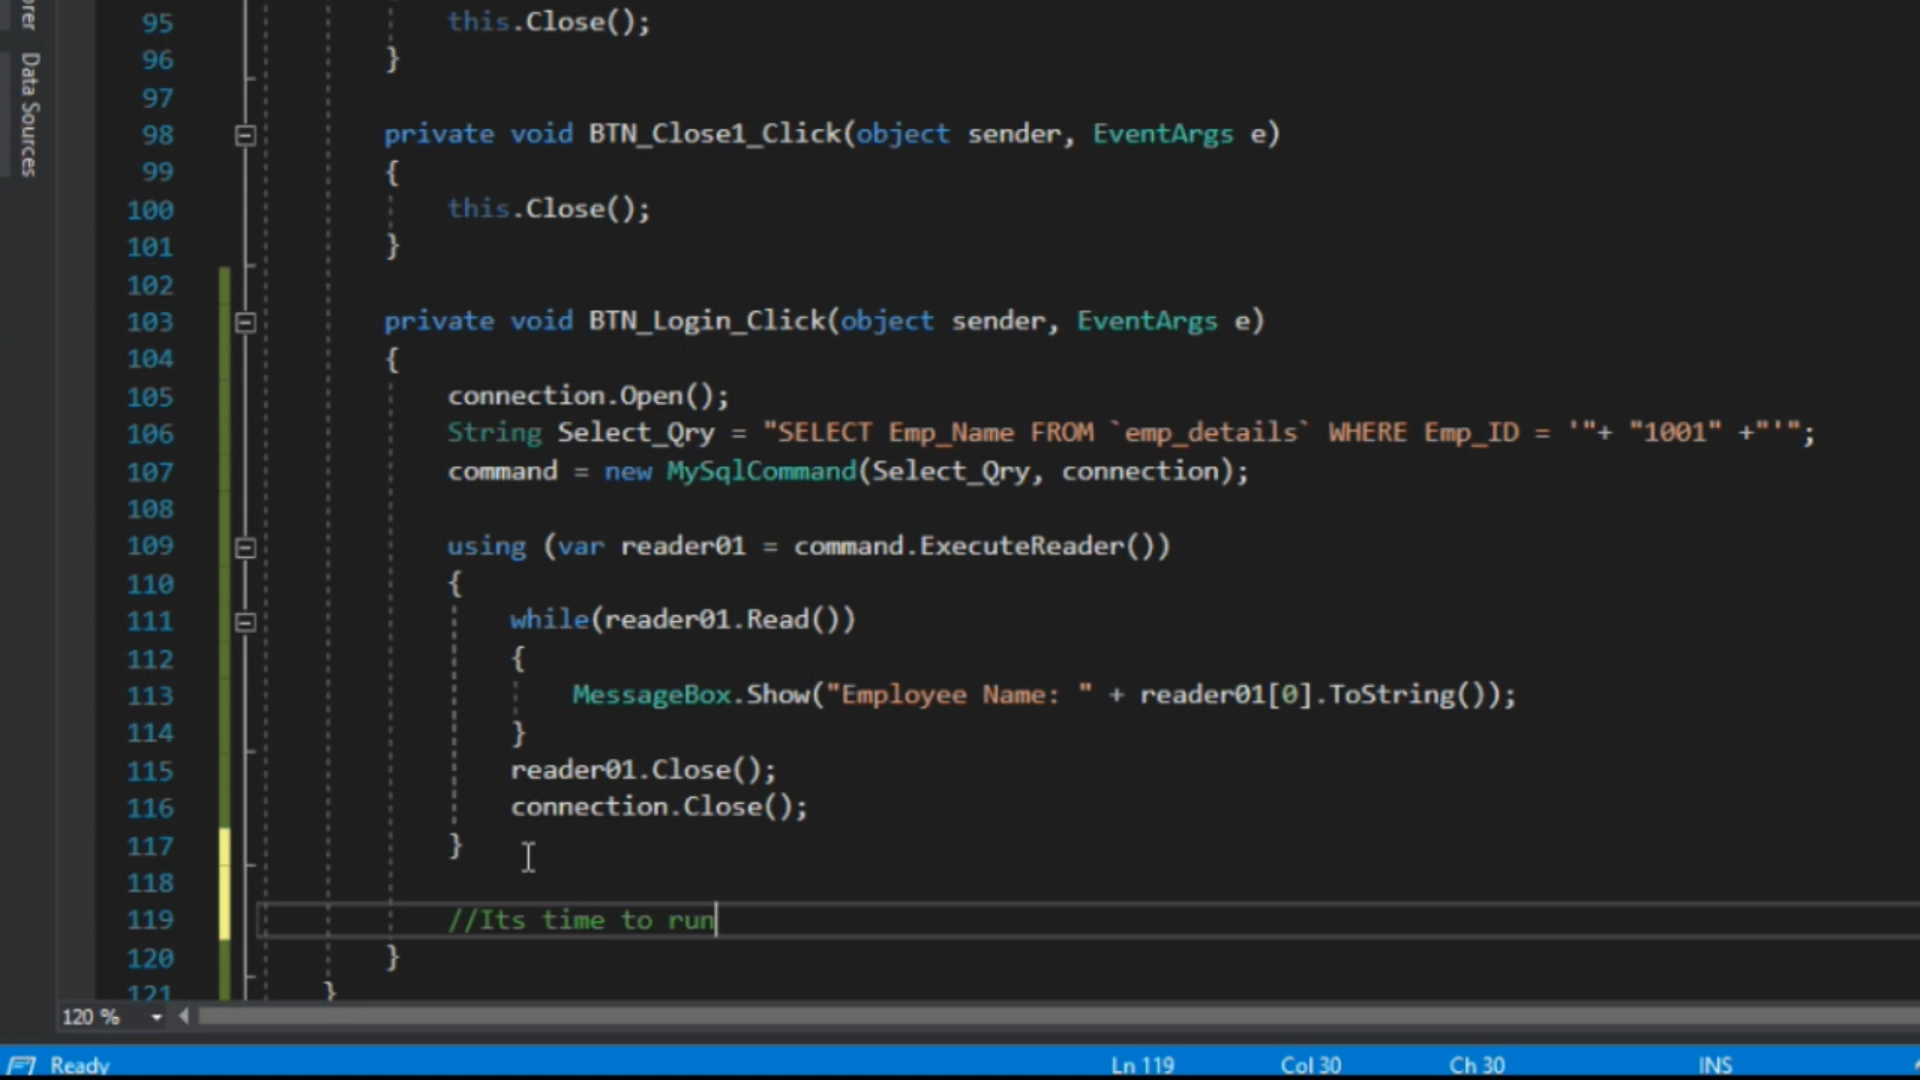 rer
Data Sources
95 this.Close();
96 }
97
98 private void BTN_Close1_Click(object sender, EventArgs e)
99 {
100 this.Close();
101 }
102
103 private void BTN_Login_Click(object sender, EventArgs e)
104 {
105 connection.Open();
106 String Select_Qry = "SELECT Emp_Name FROM `emp_details` WHERE Emp_ID = '"+ "1001" +"'";
107 command = new MySqlCommand(Select_Qry, connection);
108
109 using (var reader01 = command.ExecuteReader())
110 {
111 while(reader01.Read())
112 {
113 MessageBox.Show("Employee Name: " + reader01[0].ToString());
114 }
115 reader01.Close();
116 connection.Close();
117 }
118
119 //Its time to run
120 }
121 }
120 %
Ready Ln 119 Col 30 Ch 30 INS